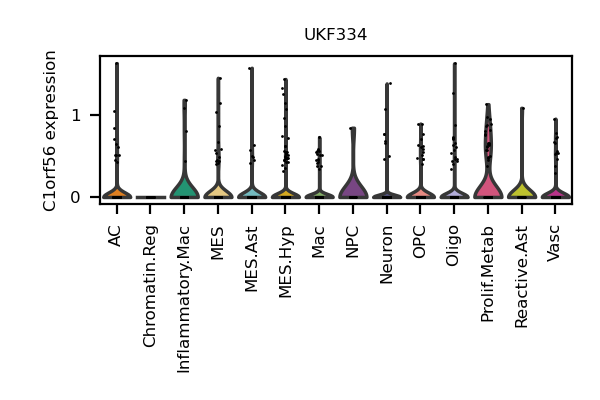 UKF334
C1orf56 expression
1
0
AC
Chromatin.Reg
Inflammatory.Mac
MES
MES.Ast
MES.Hyp
Mac
NPC
Neuron
OPC
Oligo
Prolif.Metab
Reactive.Ast
Vasc